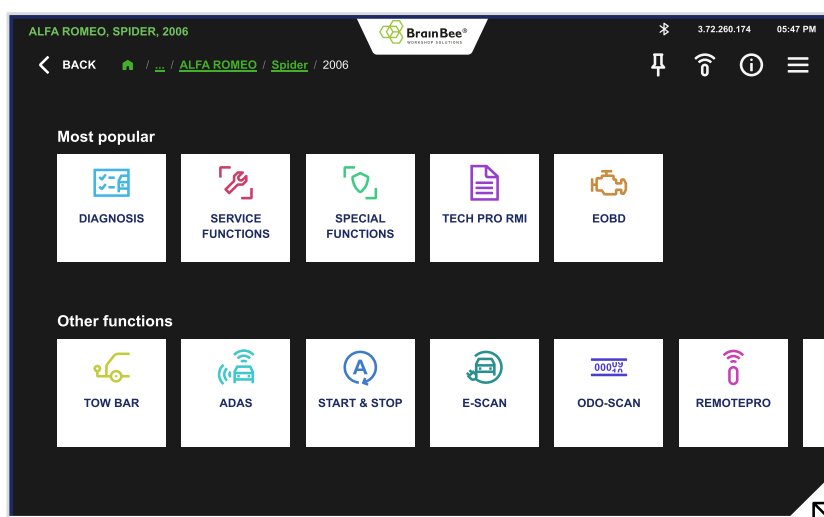 ALFA ROMEO, SPIDER, 2006
BrainBee®
WORKSHOP SOLUTIONS
3.72.260.174
05:47 PM
BACK / ... / ALFA ROMEO / Spider / 2006
Most popular
DIAGNOSIS
SERVICE
FUNCTIONS
SPECIAL
FUNCTIONS
TECH PRO RMI
EOBD
Other functions
TOW BAR
ADAS
A
START & STOP
E-SCAN
ODO-SCAN
REMOTEPRO